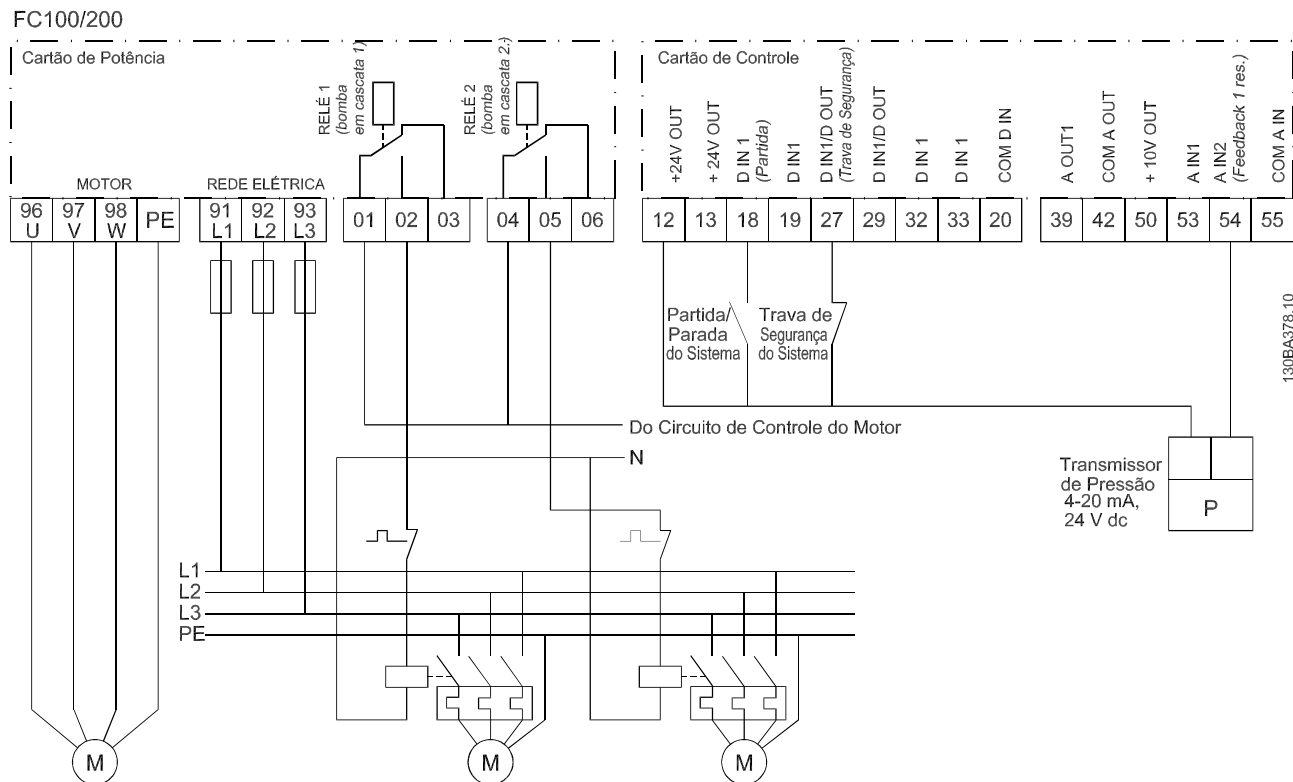 FC100/200
Cartão de Potência
RELÉ 1
(bomba
em cascata 1)
RELÉ 2
(bomba
em cascata 2.)
MOTOR
REDE ELÉTRICA
96 97 98 PE
U V W
91 92 93
L1 L2 L3
01 02 03
04 05 06
Cartão de Controle
+24V OUT
+ 24V OUT
D IN 1
(Partida)
D IN1
D IN1/D OUT
(Trava de Segurança)
D IN1/D OUT
D IN 1
D IN 1
COM D IN
A OUT1
COM A OUT
+ 10V OUT
A IN1
A IN2
(Feedback 1 res.)
COM A IN
12 13 18 19 27 29 32 33 20
39 42 50 53 54 55
Partida/
Parada
do Sistema
Trava de
Segurança
do Sistema
130BA378.10
Do Circuito de Controle do Motor
N
Transmissor
de Pressão
4-20 mA,
24 V dc
P
L1
L2
L3
PE
M
M
M